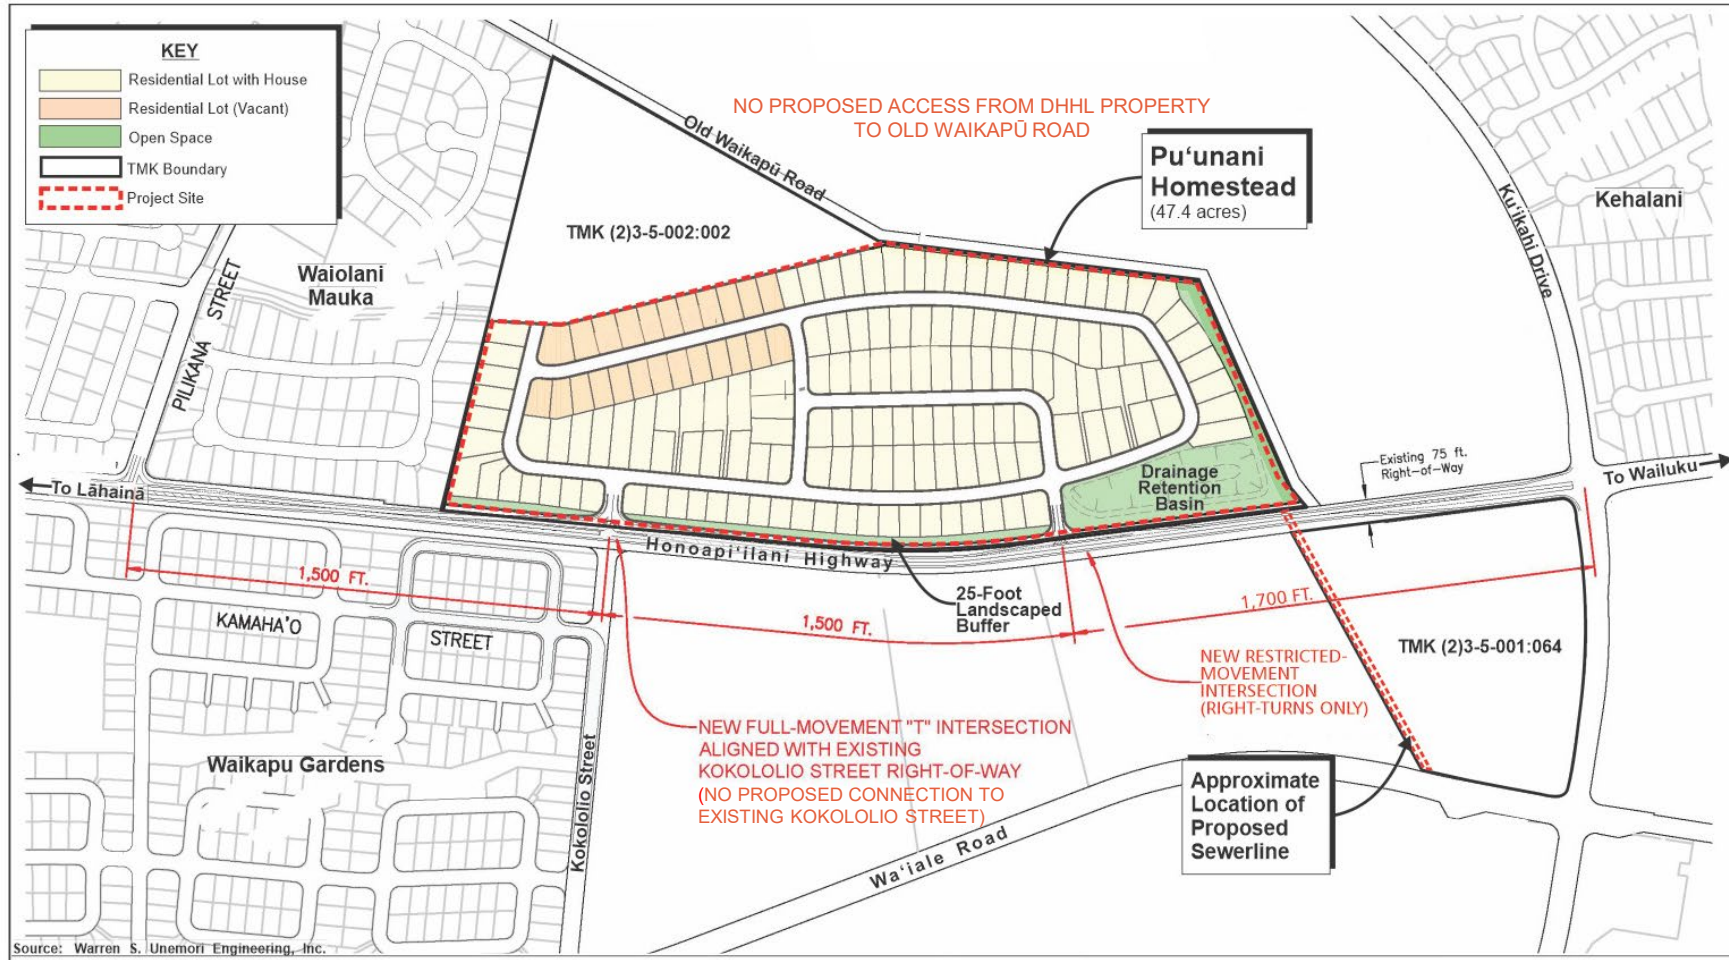 KEY
Residential Lot with House
Residential Lot (Vacant)
Open Space
TMK Boundary
Project Site
NO PROPOSED ACCESS FROM DHHL PROPERTY
TO OLD WAIKAPŪ ROAD
Old Waikapū Road
Pu‘unani
Homestead
(47.4 acres)
Ku‘ikahi Drive
Kehalani
TMK (2)3-5-002:002
Waiolani
Mauka
PILIKANA STREET
Drainage
Retention
Basin
Existing 75 ft.
Right-of-Way
To Lāhainā
To Wailuku
Honoapi‘ilani Highway
1,500 FT.
25-Foot
Landscaped
Buffer
1,500 FT.
1,700 FT.
KAMAHA'O STREET
TMK (2)3-5-001:064
NEW RESTRICTED-
MOVEMENT
INTERSECTION
(RIGHT-TURNS ONLY)
NEW FULL-MOVEMENT "T" INTERSECTION
ALIGNED WITH EXISTING
KOKOLOLIO STREET RIGHT-OF-WAY
(NO PROPOSED CONNECTION TO
EXISTING KOKOLOLIO STREET)
Waikapu Gardens
Kokololio Street
Wa‘iale Road
Approximate
Location of
Proposed
Sewerline
Source: Warren S. Unemori Engineering, Inc.